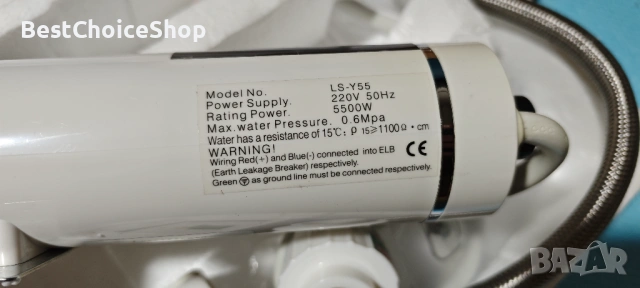 BestChoiceShop
Model No. LS-Y55
Power Supply. 220V 50Hz
Rating Power. 5500W
Max.water Pressure. 0.6Mpa
Water has a resistance of 15℃: ρ 15≥1100Ω·cm
WARNING!
Wiring Red(+) and Blue(-) connected into ELB
(Earth Leakage Breaker) respectively.
Green ⏚ as ground line must be connected respectively.
CE
BAZAR
bg